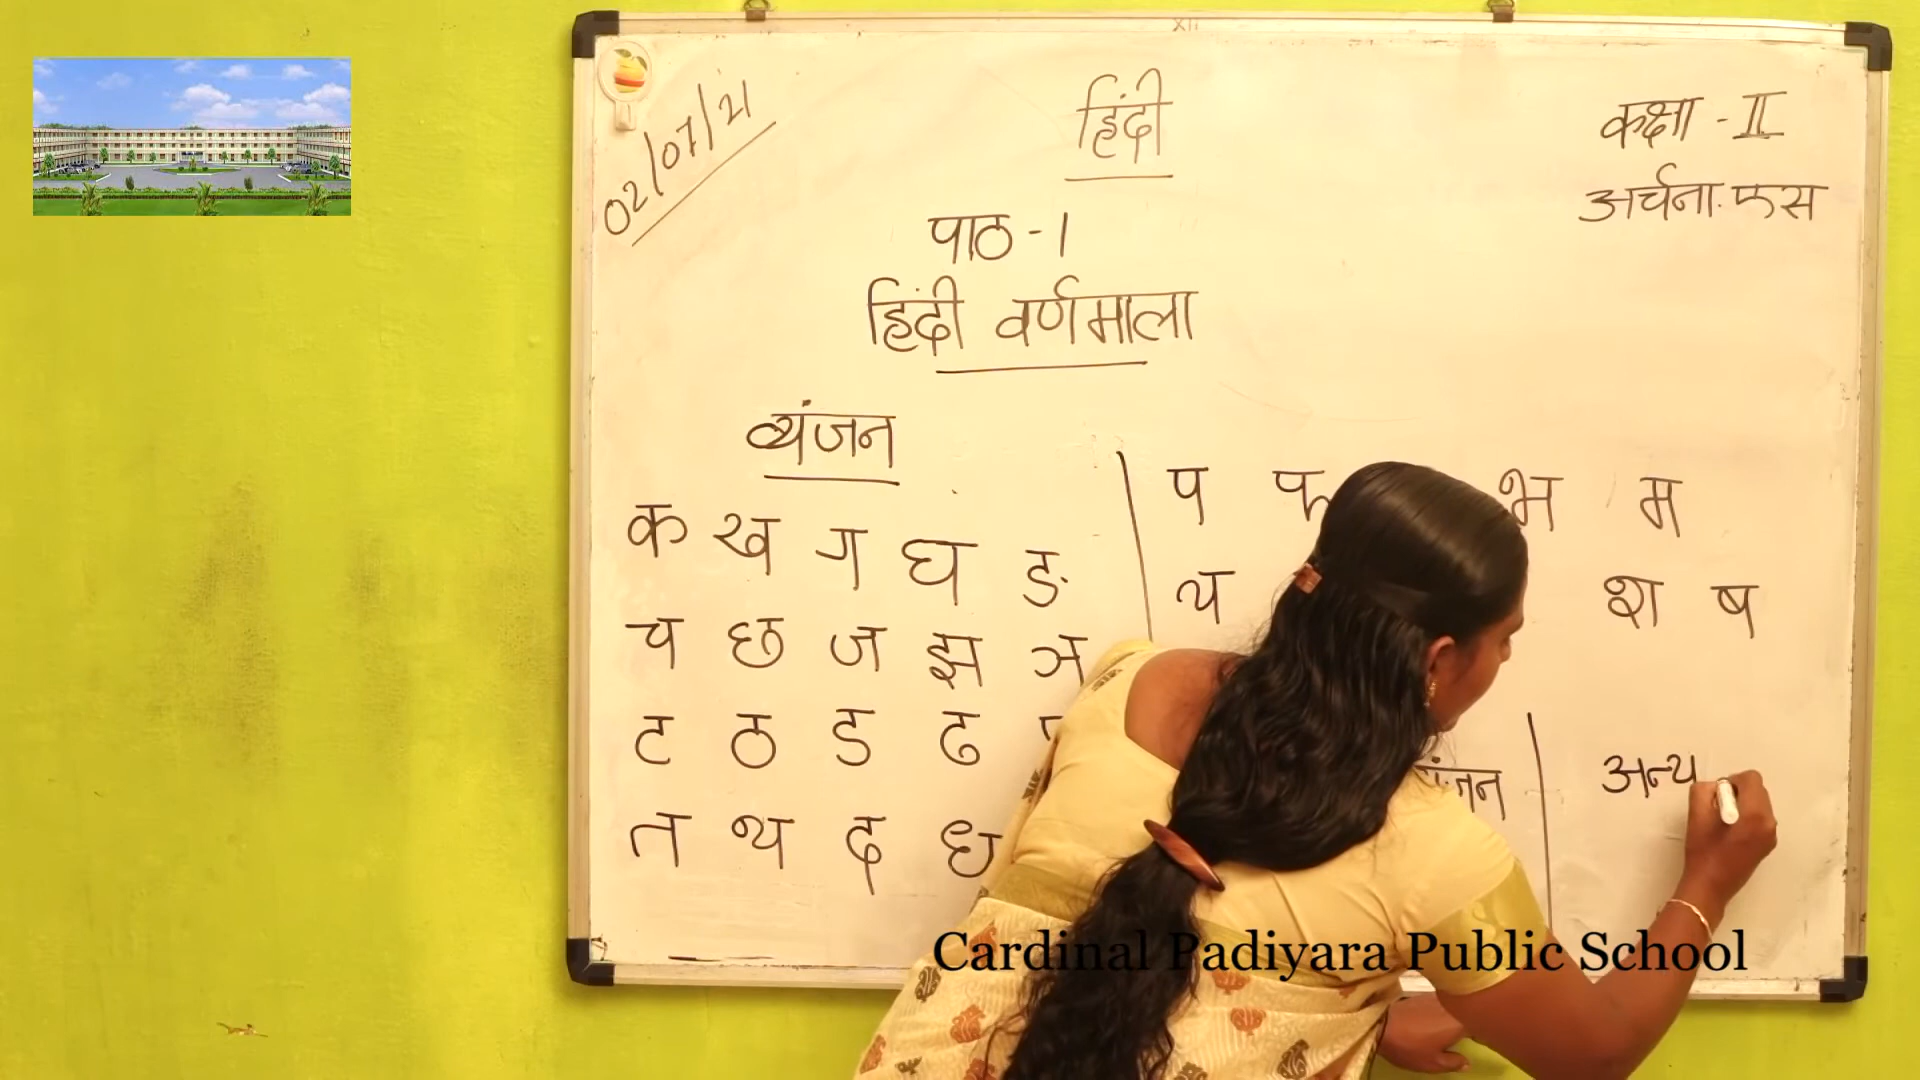 02/07/21
हिंदी
कक्षा - II
अर्चना. एस
पाठ - 1
हिंदी वर्णमाला
व्यंजन
क ख ग घ ङ
च छ ज झ ञ
ट ठ ड ढ
त थ द ध
प फ भ म
य श ष
अन्य
Cardinal Padiyara Public School